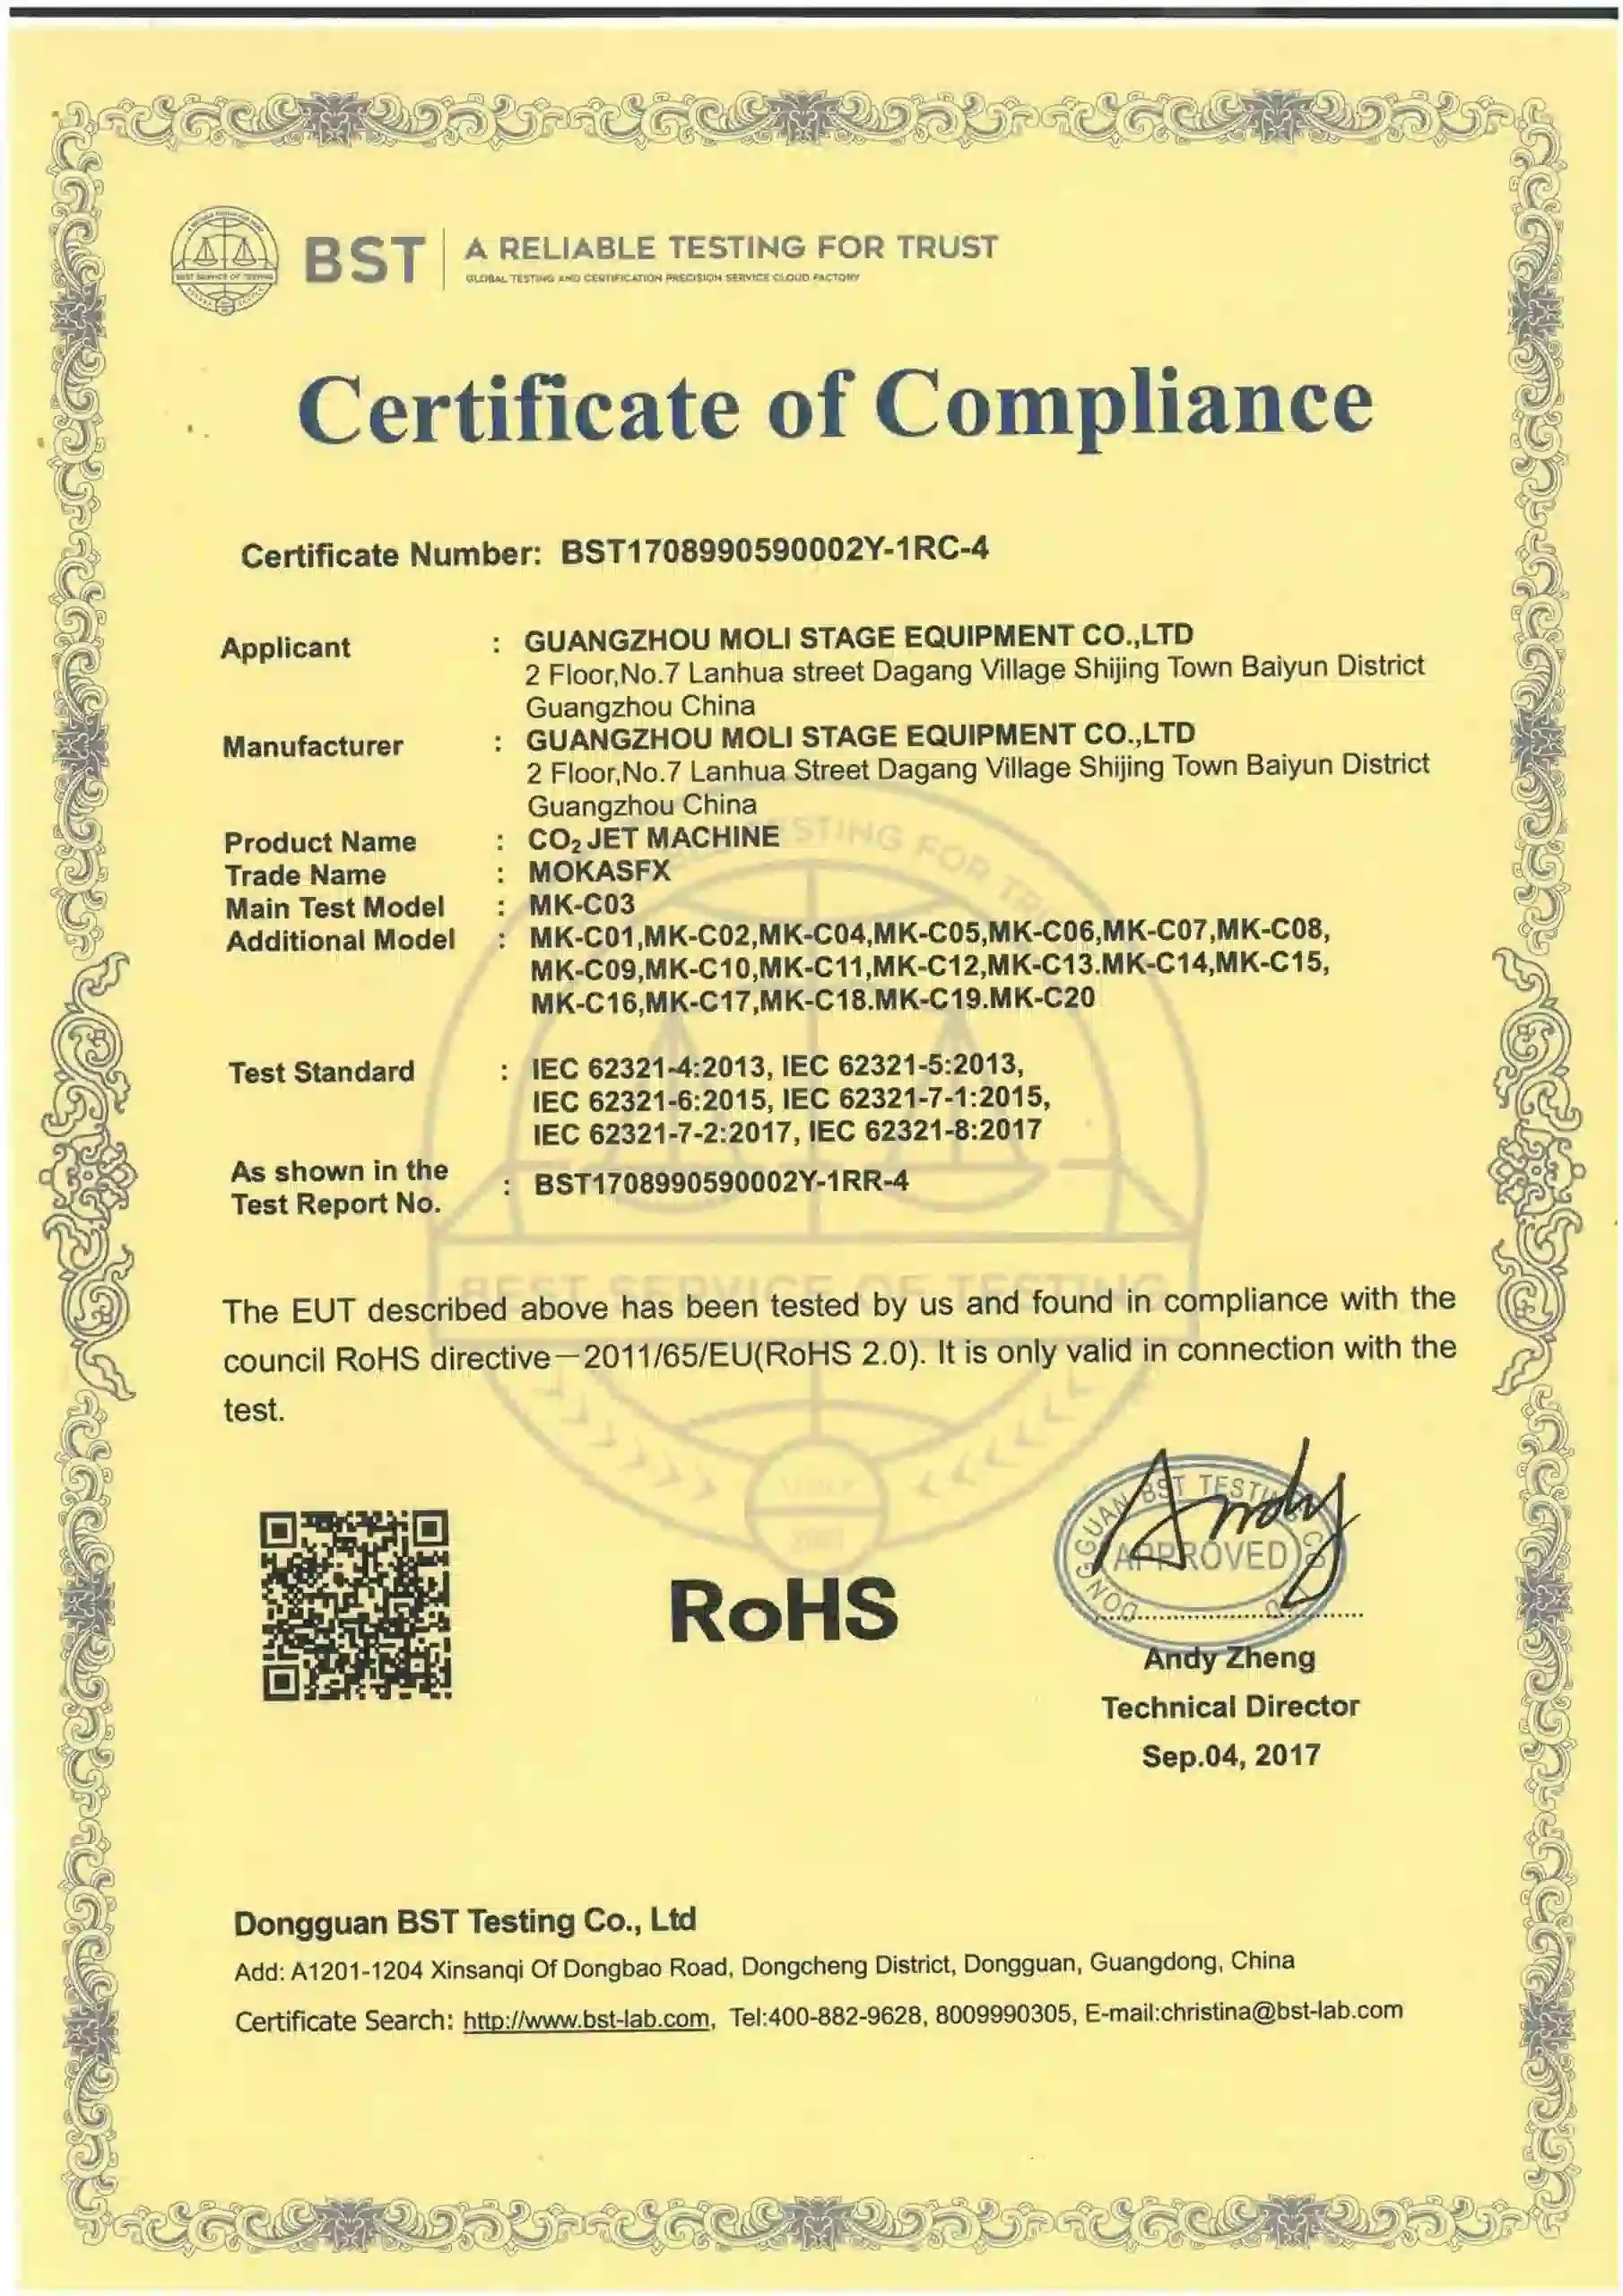 BEST SERVICE OF TESTING
BST
A RELIABLE TESTING FOR TRUST
GLOBAL TESTING AND CERTIFICATION PRECISION SERVICE CLOUD FACTORY
Certificate of Compliance
Certificate Number: BST1708990590002Y-1RC-4
Applicant : GUANGZHOU MOLI STAGE EQUIPMENT CO.,LTD
2 Floor,No.7 Lanhua street Dagang Village Shijing Town Baiyun District
Guangzhou China
Manufacturer : GUANGZHOU MOLI STAGE EQUIPMENT CO.,LTD
2 Floor,No.7 Lanhua Street Dagang Village Shijing Town Baiyun District
Guangzhou China
Product Name : CO₂ JET MACHINE
Trade Name : MOKASFX
Main Test Model : MK-C03
Additional Model : MK-C01,MK-C02,MK-C04,MK-C05,MK-C06,MK-C07,MK-C08,
MK-C09,MK-C10,MK-C11,MK-C12,MK-C13.MK-C14,MK-C15,
MK-C16,MK-C17,MK-C18.MK-C19.MK-C20
Test Standard : IEC 62321-4:2013, IEC 62321-5:2013,
IEC 62321-6:2015, IEC 62321-7-1:2015,
IEC 62321-7-2:2017, IEC 62321-8:2017
As shown in the
Test Report No. : BST1708990590002Y-1RR-4
TESTING FOR
BEST SERVICE OF TESTING
The EUT described above has been tested by us and found in compliance with the
council RoHS directive—2011/65/EU(RoHS 2.0). It is only valid in connection with the
test.
RoHS
Andy
APPROVED
Andy Zheng
Technical Director
Sep.04, 2017
Dongguan BST Testing Co., Ltd
Add: A1201-1204 Xinsanqi Of Dongbao Road, Dongcheng District, Dongguan, Guangdong, China
Certificate Search: http://www.bst-lab.com, Tel:400-882-9628, 8009990305, E-mail:christina@bst-lab.com